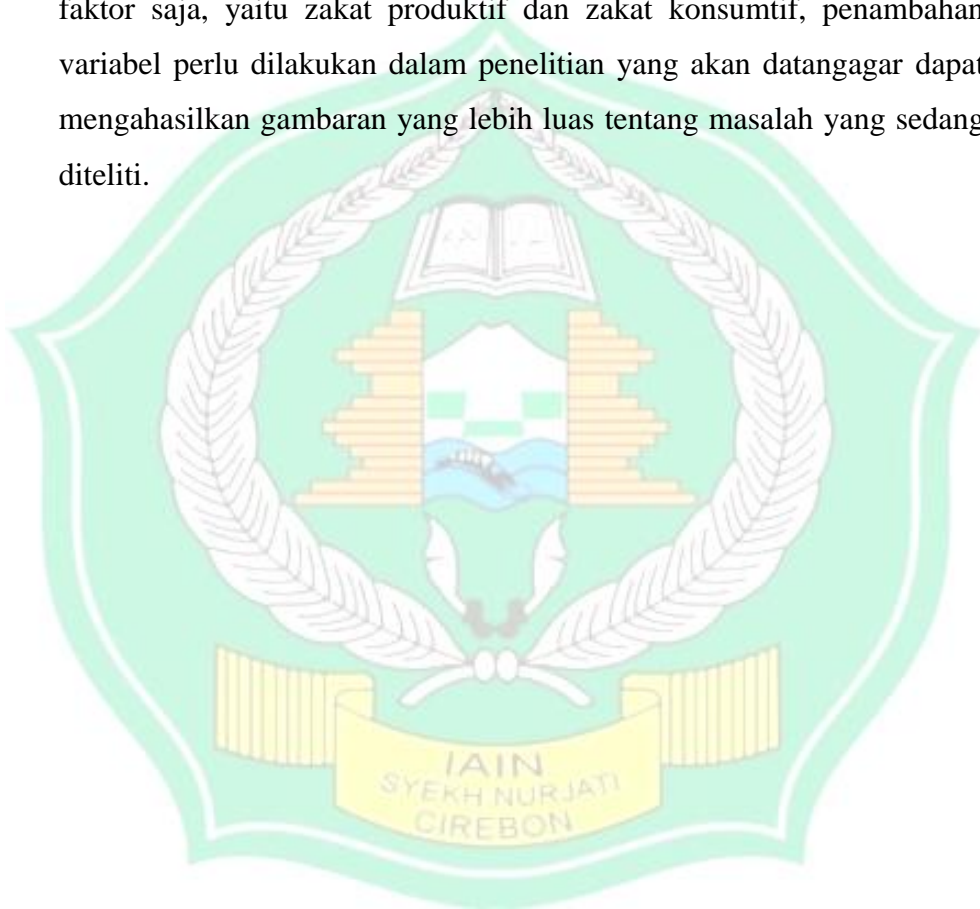 faktor saja, yaitu zakat produktif dan zakat konsumtif, penambahan
variabel perlu dilakukan dalam penelitian yang akan datangagar dapat
mengahasilkan gambaran yang lebih luas tentang masalah yang sedang
diteliti.
IAIN
SYEKH NURJATI
CIREBON